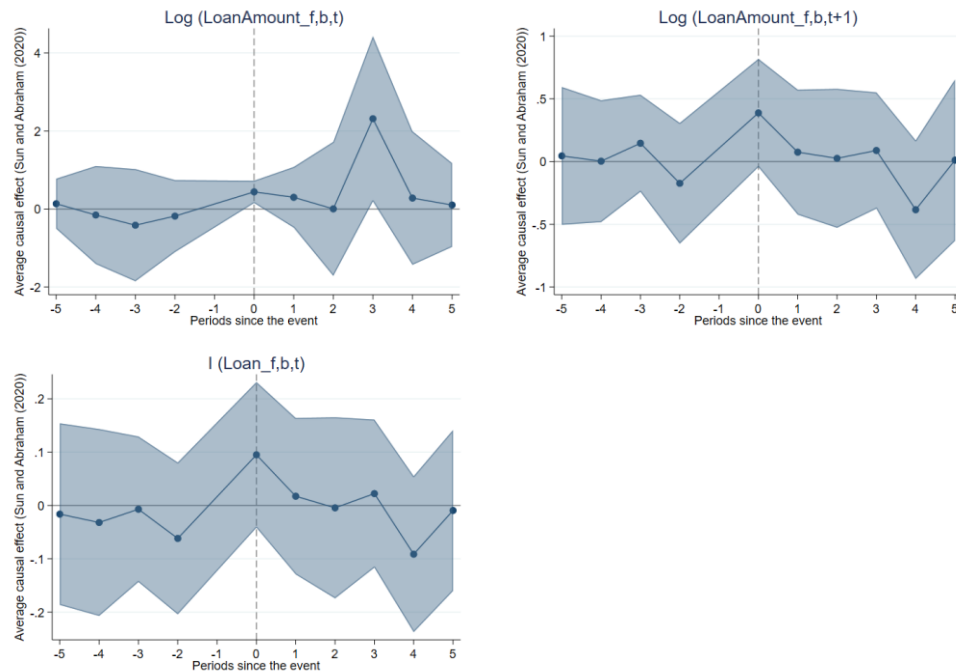 Log (LoanAmount_f,b,t)
Average causal effect (Sun and Abraham (2020))
4
2
0
-2
-5 -4 -3 -2 -1 0 1 2 3 4 5
Periods since the event
Log (LoanAmount_f,b,t+1)
Average causal effect (Sun and Abraham (2020))
1
.5
0
-.5
-1
-5 -4 -3 -2 -1 0 1 2 3 4 5
Periods since the event
I (Loan_f,b,t)
Average causal effect (Sun and Abraham (2020))
.2
.1
0
-.1
-.2
-5 -4 -3 -2 -1 0 1 2 3 4 5
Periods since the event